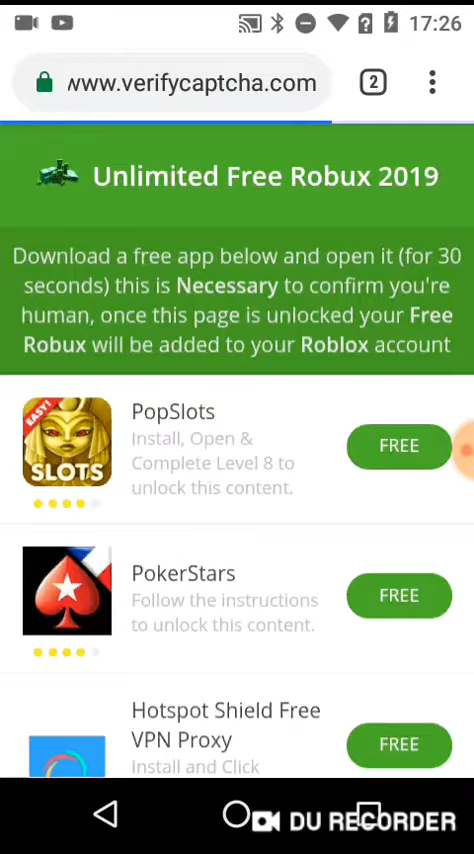 17:26
www.verifycaptcha.com
2
Unlimited Free Robux 2019
Download a free app below and open it (for 30
seconds) this is Necessary to confirm you're
human, once this page is unlocked your Free
Robux will be added to your Roblox account
EASY!
SLOTS
PopSlots
Install, Open &
Complete Level 8 to
unlock this content.
FREE
PokerStars
Follow the instructions
to unlock this content.
FREE
Hotspot Shield Free
VPN Proxy
Install and Click
FREE
DU RECORDER